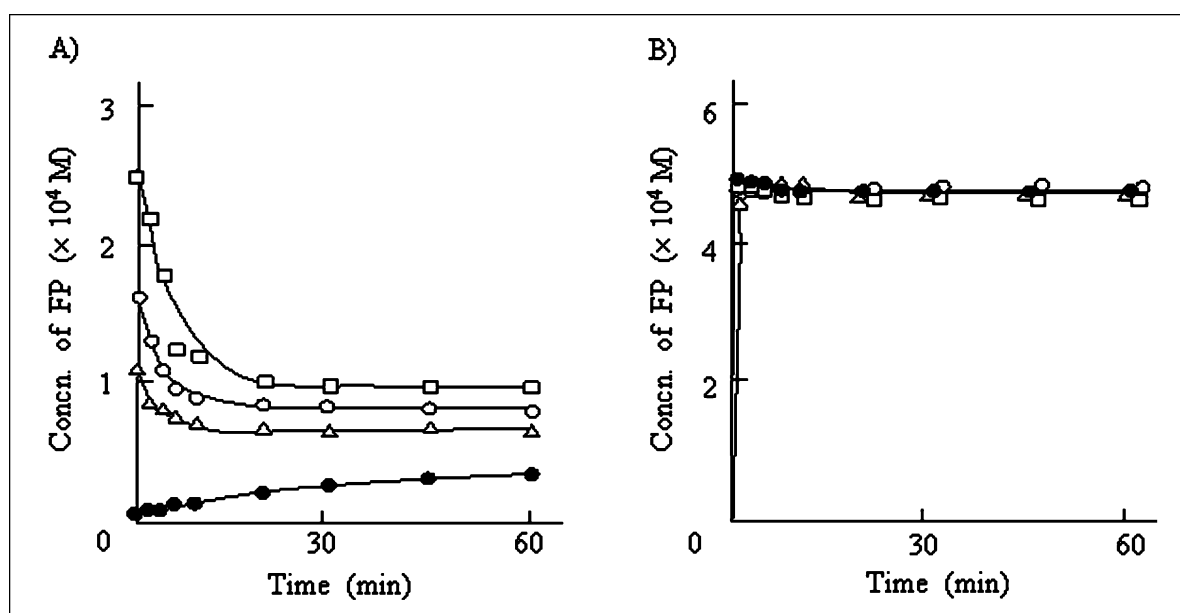 A)
Concn. of FP (× 10⁴ M)
3
2
1
0
30
60
Time (min)
B)
Concn. of FP (× 10⁴ M)
6
4
2
0
30
60
Time (min)